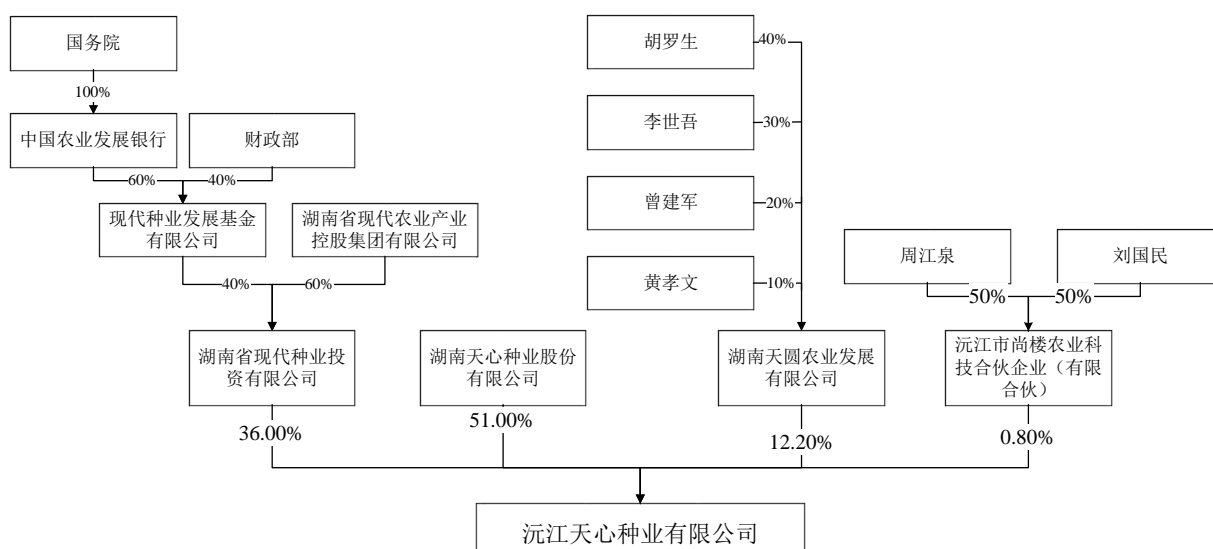 国务院
胡罗生
40%
100%
中国农业发展银行
财政部
李世吾
30%
60%
40%
现代种业发展基金
有限公司
湖南省现代农业产业
控股集团有限公司
曾建军
20%
周江泉
刘国民
40%
60%
黄孝文
10%
50%
50%
湖南省现代种业投
资有限公司
湖南天心种业股份
有限公司
湖南天圆农业发展
有限公司
沅江市尚楼农业科
技合伙企业（有限
合伙）
36.00%
51.00%
12.20%
0.80%
沅江天心种业有限公司